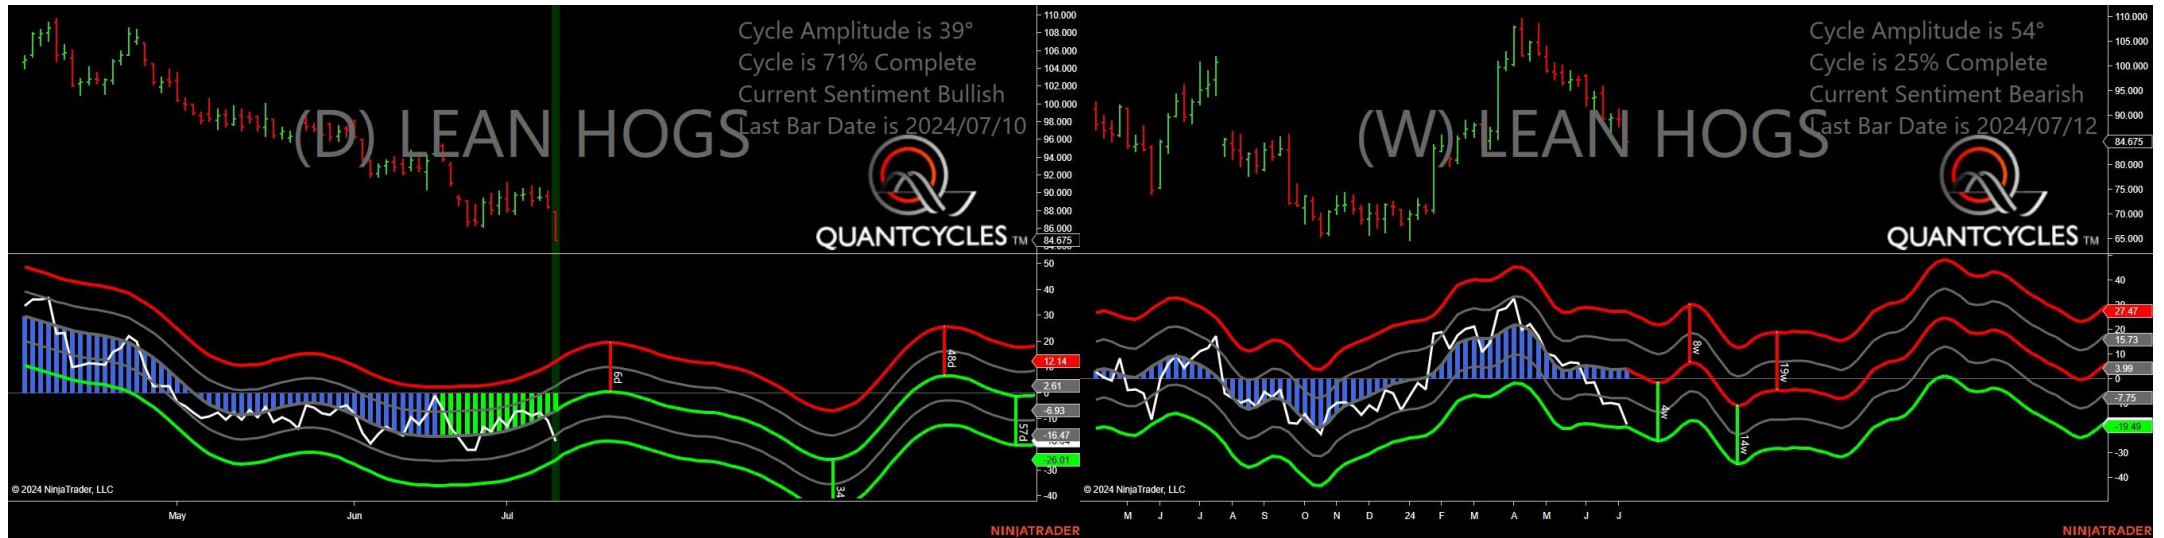 Cycle Amplitude is 39°
Cycle is 71% Complete
Current Sentiment Bullish
Last Bar Date is 2024/07/10
(D) LEAN HOGS
QUANTCYCLES TM
110.000
108.000
106.000
104.000
102.000
100.000
98.000
96.000
94.000
92.000
90.000
88.000
86.000
84.675
50
40
30
20
12.14
2.61
0
-6.93
-10
-16.47
-26.01
-30
-40
6d
34
48d
57d
© 2024 NinjaTrader, LLC
May
Jun
Jul
NINJATRADER
Cycle Amplitude is 54°
Cycle is 25% Complete
Current Sentiment Bearish
Last Bar Date is 2024/07/12
(W) LEAN HOGS
QUANTCYCLES TM
110.000
105.000
100.000
95.000
90.000
84.675
80.000
75.000
70.000
65.000
40
27.47
20
15.73
10
3.99
0
-7.75
-19.49
-30
-40
4w
8w
14w
19w
© 2024 NinjaTrader, LLC
M J J A S O N D 24 F M A M J J
NINJATRADER